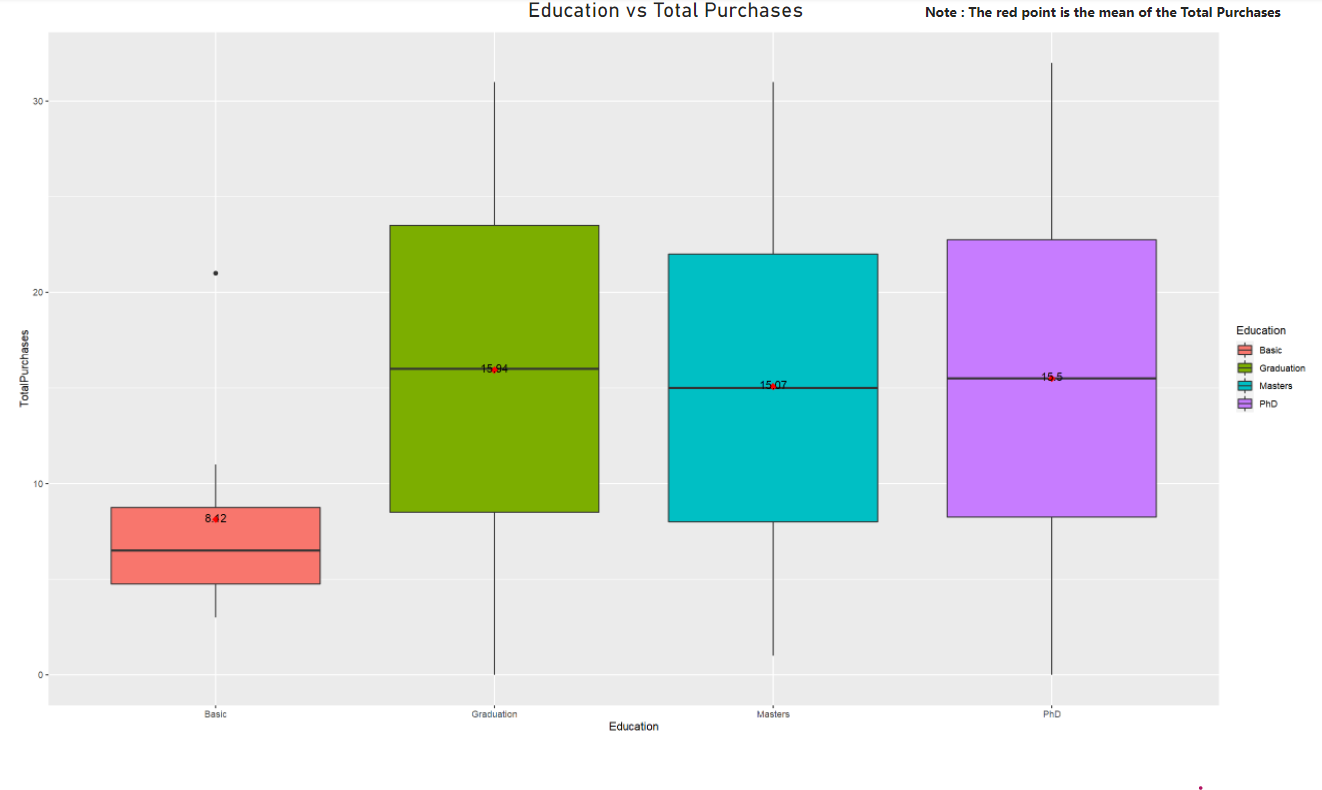 Education vs Total Purchases
Note : The red point is the mean of the Total Purchases
30
20
10
0
TotalPurchases
8.12
15.94
15.07
15.5
Basic
Graduation
Masters
PhD
Education
Education
Basic
Graduation
Masters
PhD